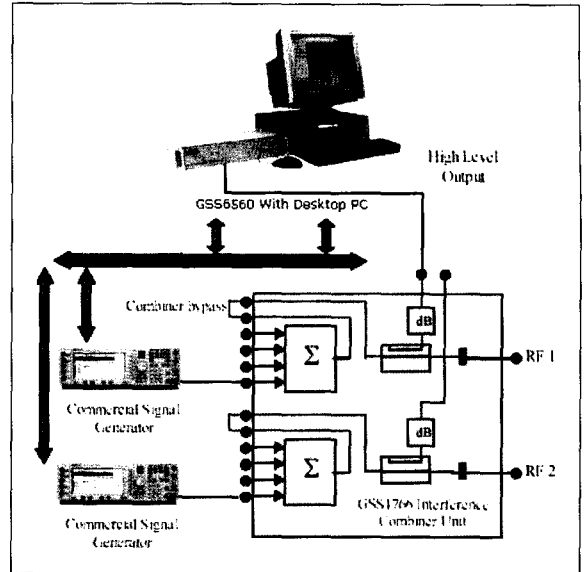 High Level
Output
GSS6560 With Desktop PC
Combiner bypass
dB
Σ
RF 1
Commercial Signal
Generator
dB
Σ
RF 2
GSS4766 Interference
Combiner Unit
Commercial Signal
Generator